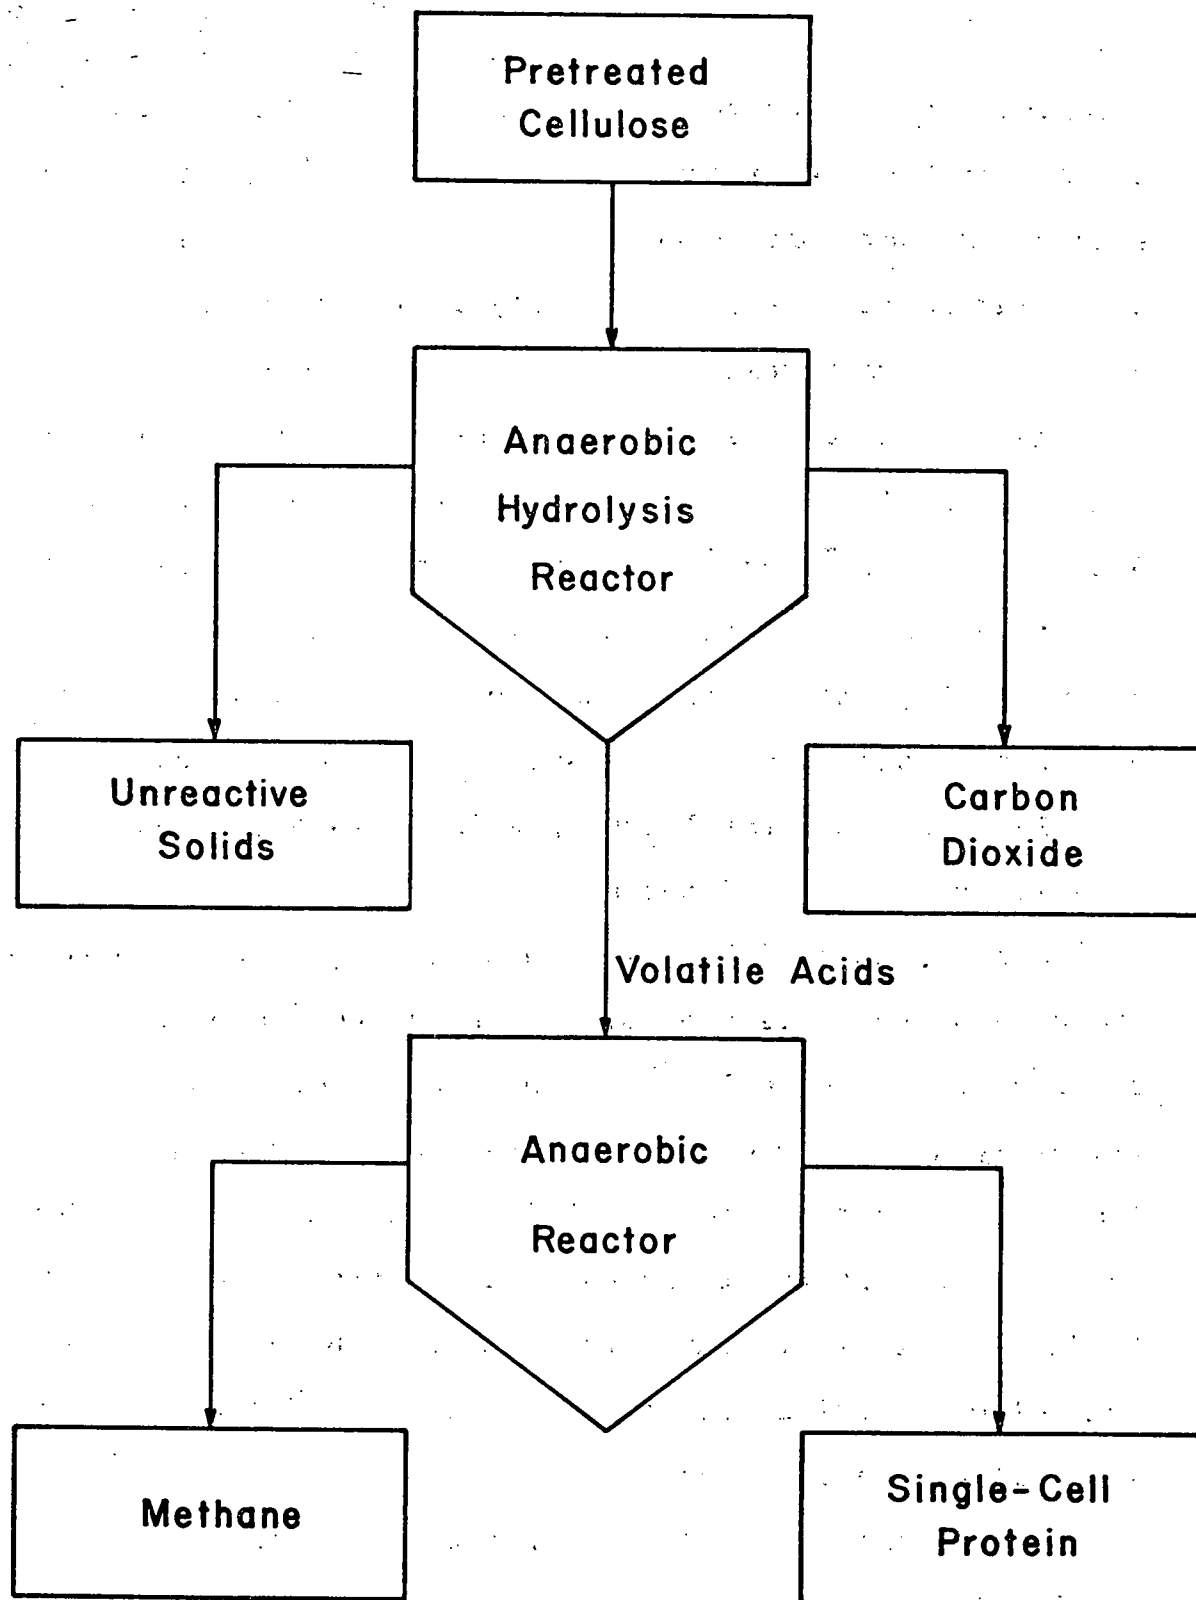 Pretreated
Cellulose
Anaerobic
Hydrolysis
Reactor
Unreactive
Solids
Carbon
Dioxide
Volatile Acids
Anaerobic
Reactor
Methane
Single-Cell
Protein